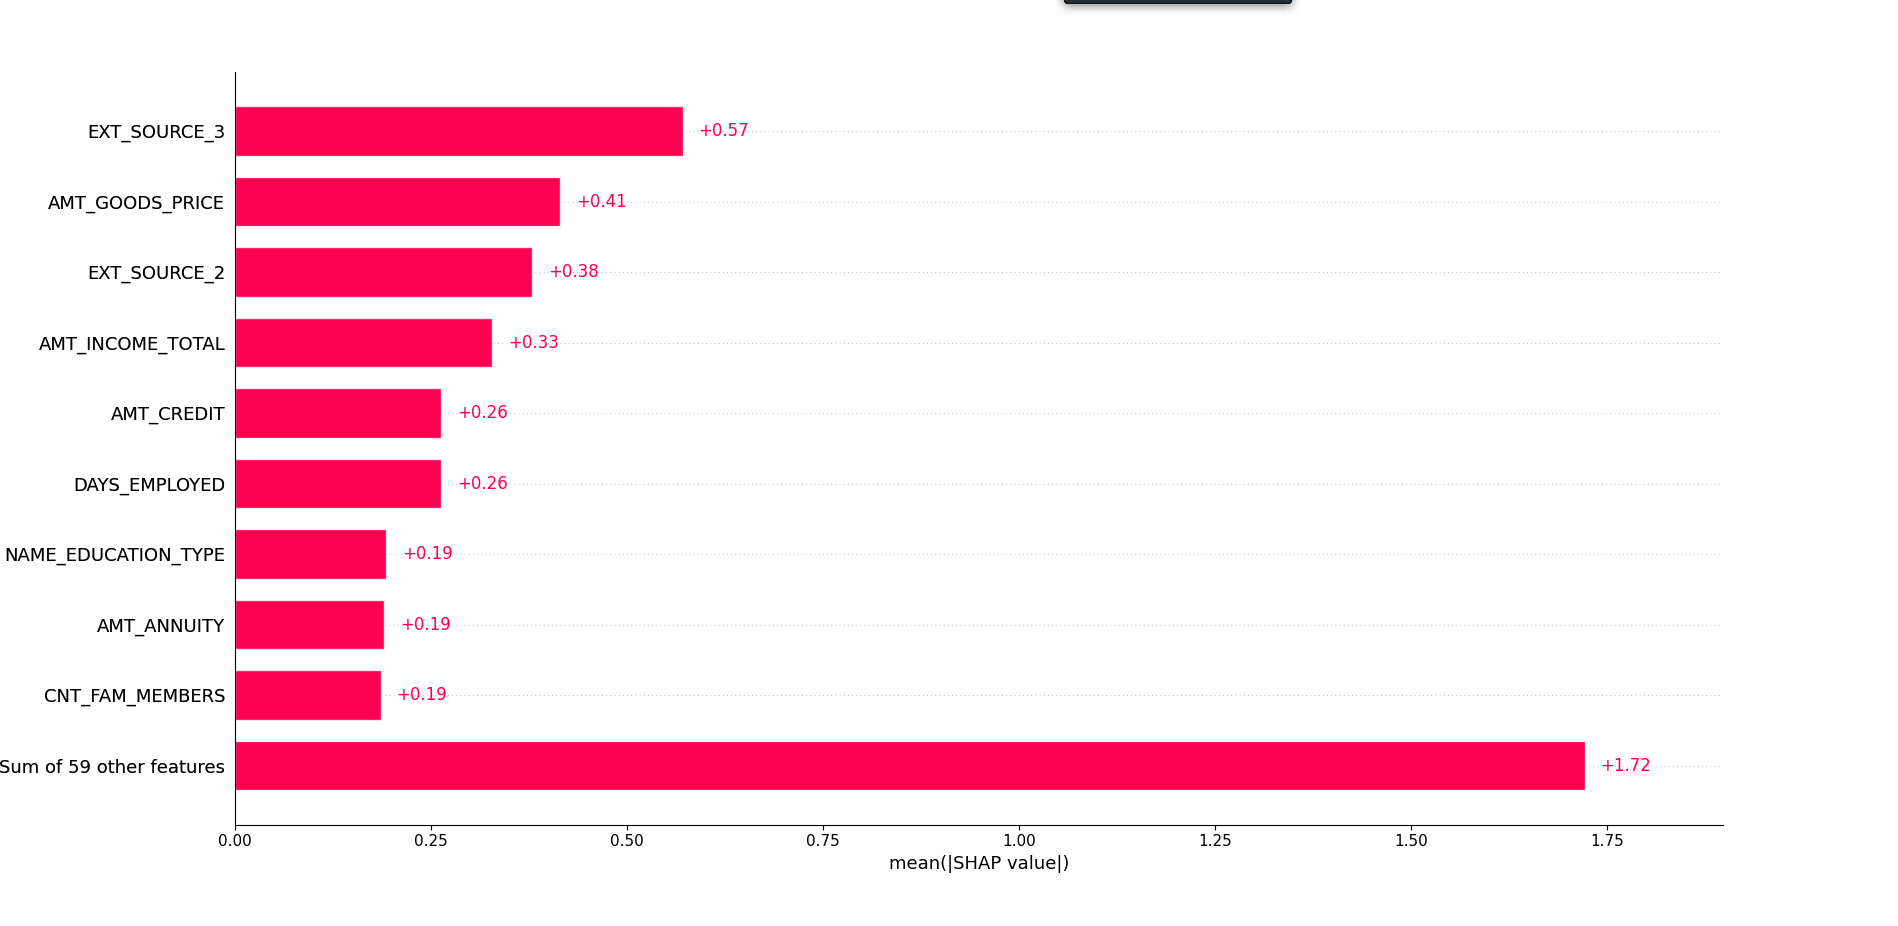 EXT_SOURCE_3 +0.57
AMT_GOODS_PRICE +0.41
EXT_SOURCE_2 +0.38
AMT_INCOME_TOTAL +0.33
AMT_CREDIT +0.26
DAYS_EMPLOYED +0.26
NAME_EDUCATION_TYPE +0.19
AMT_ANNUITY +0.19
CNT_FAM_MEMBERS +0.19
Sum of 59 other features +1.72
0.00 0.25 0.50 0.75 1.00 1.25 1.50 1.75
mean(|SHAP value|)